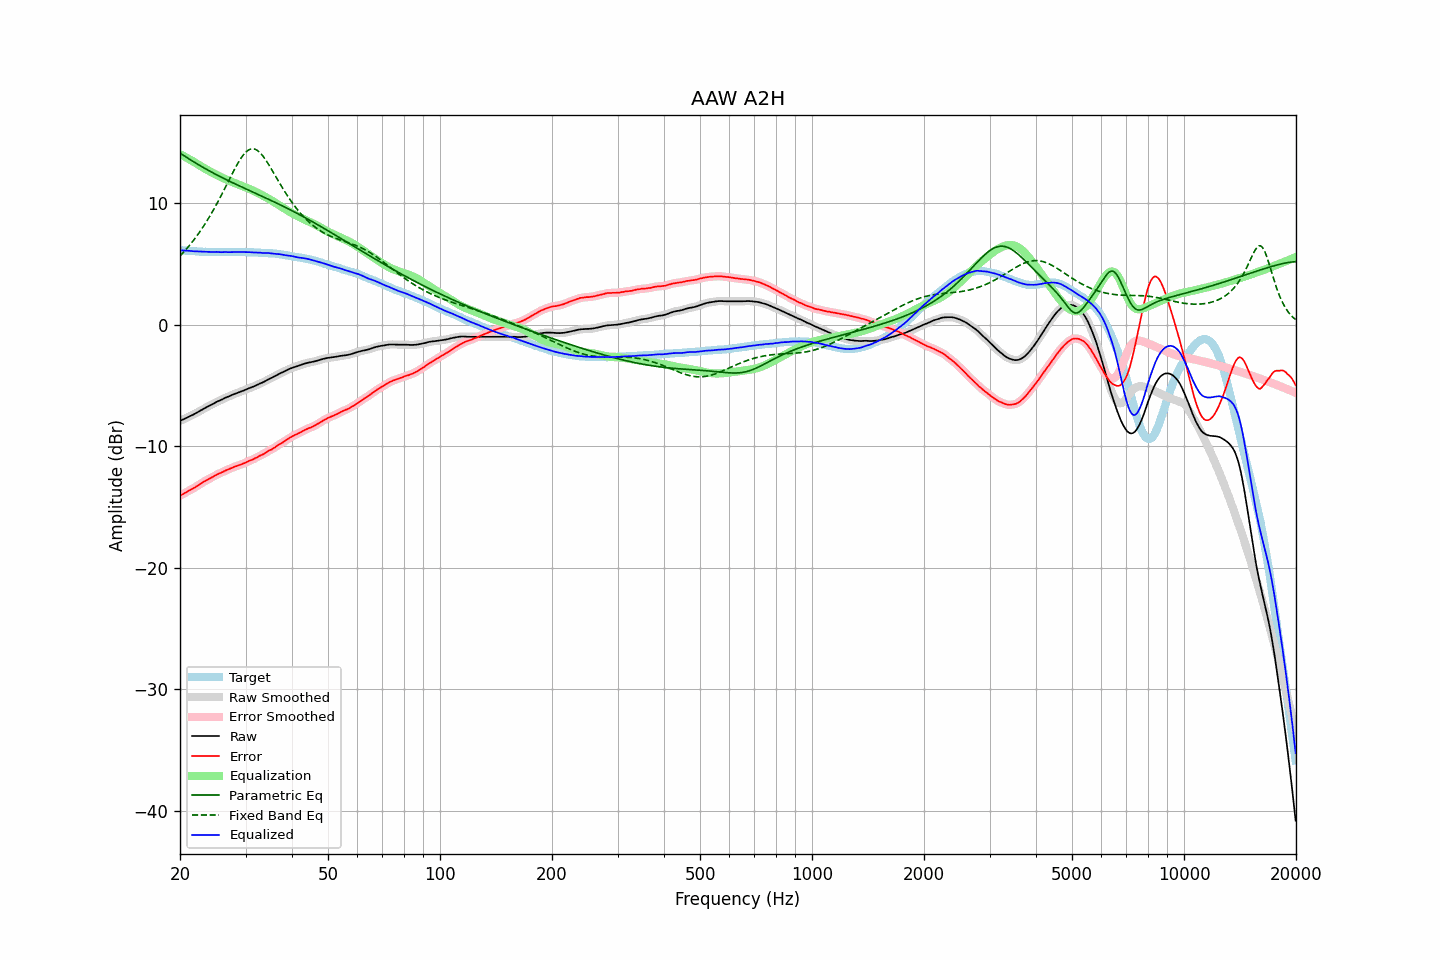 AAW A2H
Amplitude (dBr)
10
0
−10
−20
−30
−40
Target
Raw Smoothed
Error Smoothed
Raw
Error
Equalization
Parametric Eq
Fixed Band Eq
Equalized
20 50 100 200 500 1000 2000 5000 10000 20000
Frequency (Hz)